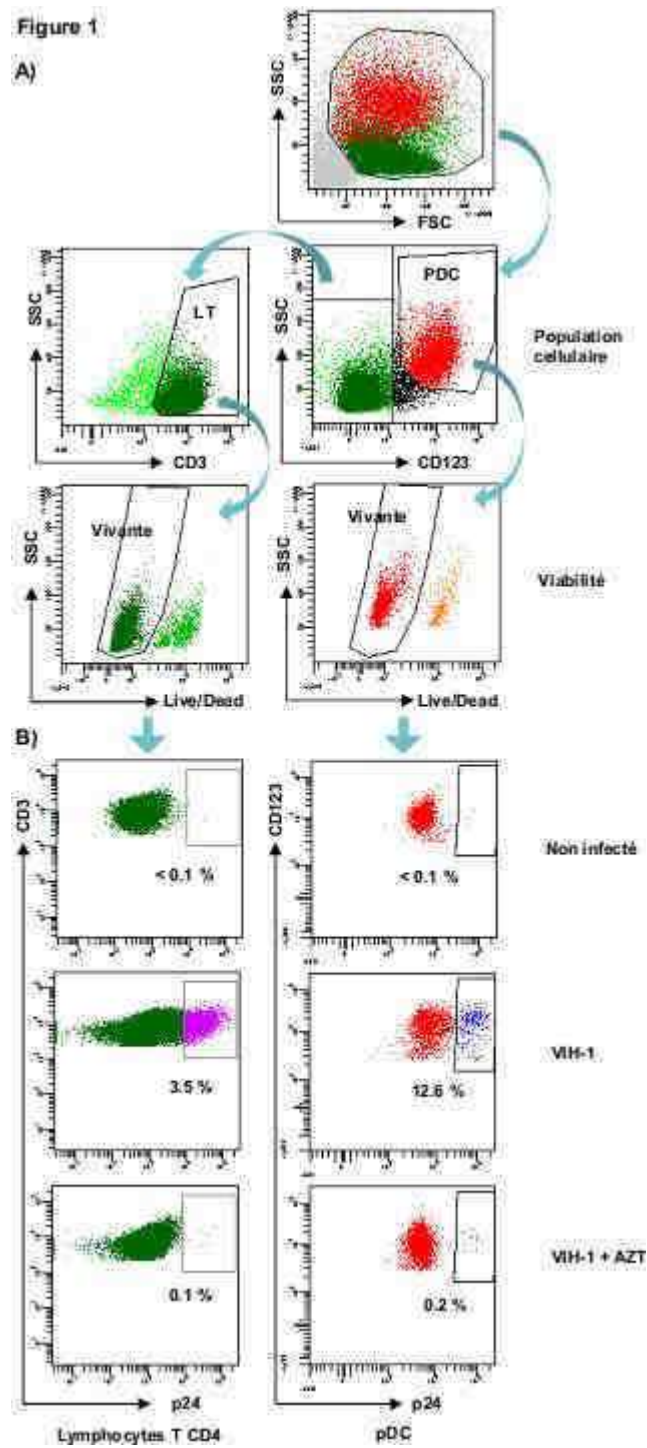 Figure 1
A)
SSC
FSC
SSC
LT
CD3
SSC
PDC
CD123
Population
cellulaire
SSC
Vivante
Live/Dead
SSC
Vivante
Live/Dead
Viabilité
B)
CD3
< 0.1 %
CD123
< 0.1 %
Non infecté
3.5 %
12.6 %
VIH-1
0.1 %
0.2 %
VIH-1 + AZT
p24
p24
Lymphocytes T CD4
pDC